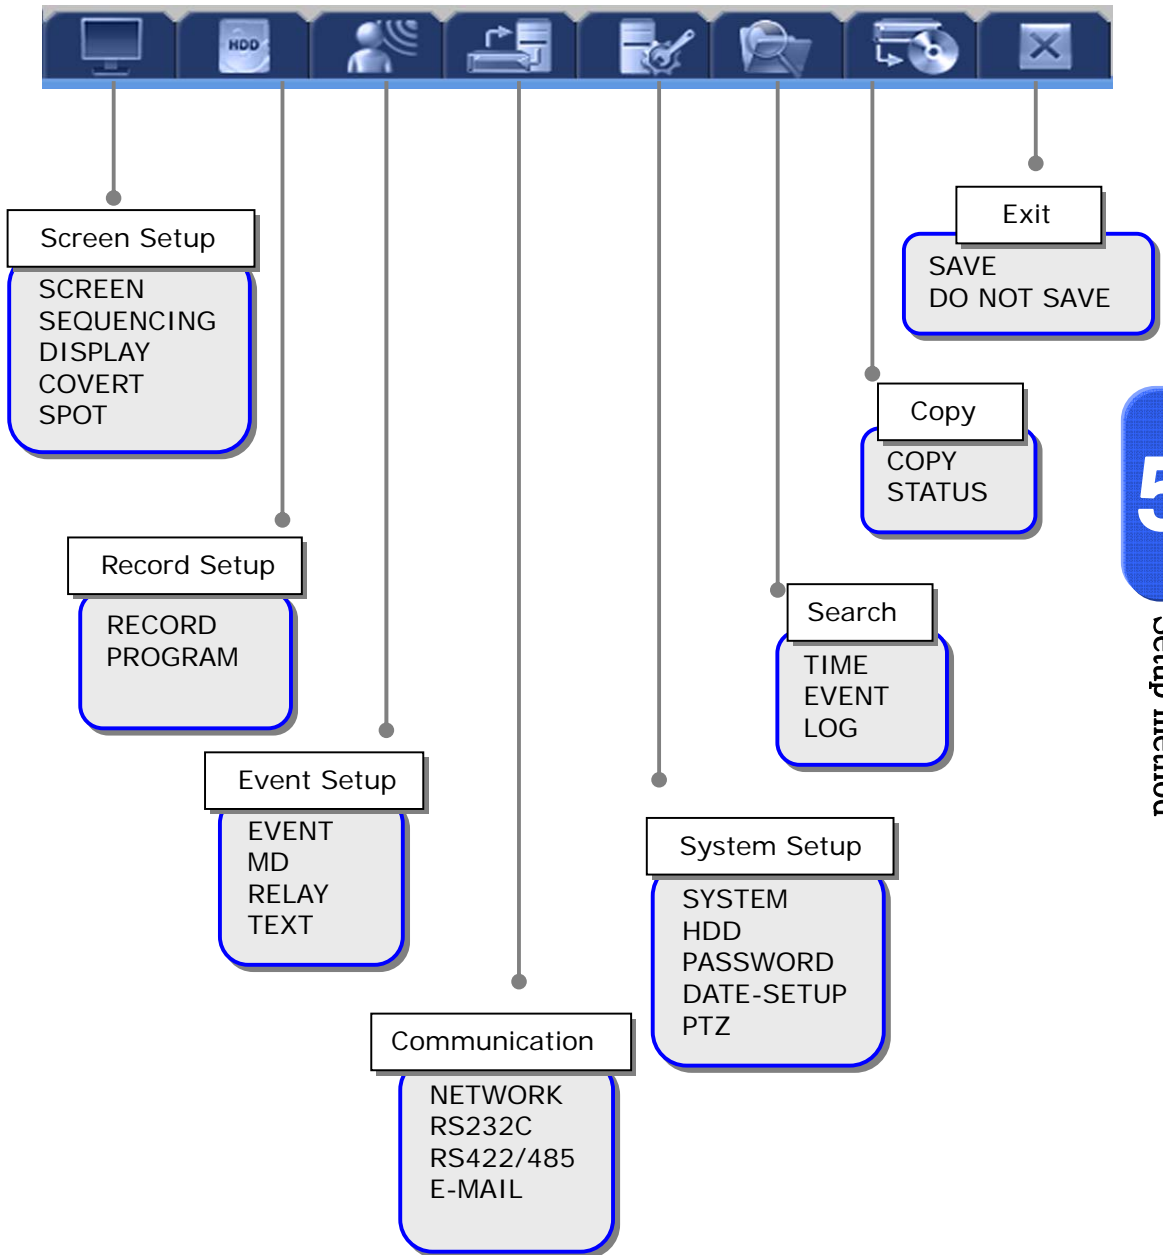 HDD
Screen Setup
SCREEN
SEQUENCING
DISPLAY
COVERT
SPOT
Record Setup
RECORD
PROGRAM
Event Setup
EVENT
MD
RELAY
TEXT
Communication
NETWORK
RS232C
RS422/485
E-MAIL
System Setup
SYSTEM
HDD
PASSWORD
DATE-SETUP
PTZ
Search
TIME
EVENT
LOG
Copy
COPY
STATUS
Exit
SAVE
DO NOT SAVE
5